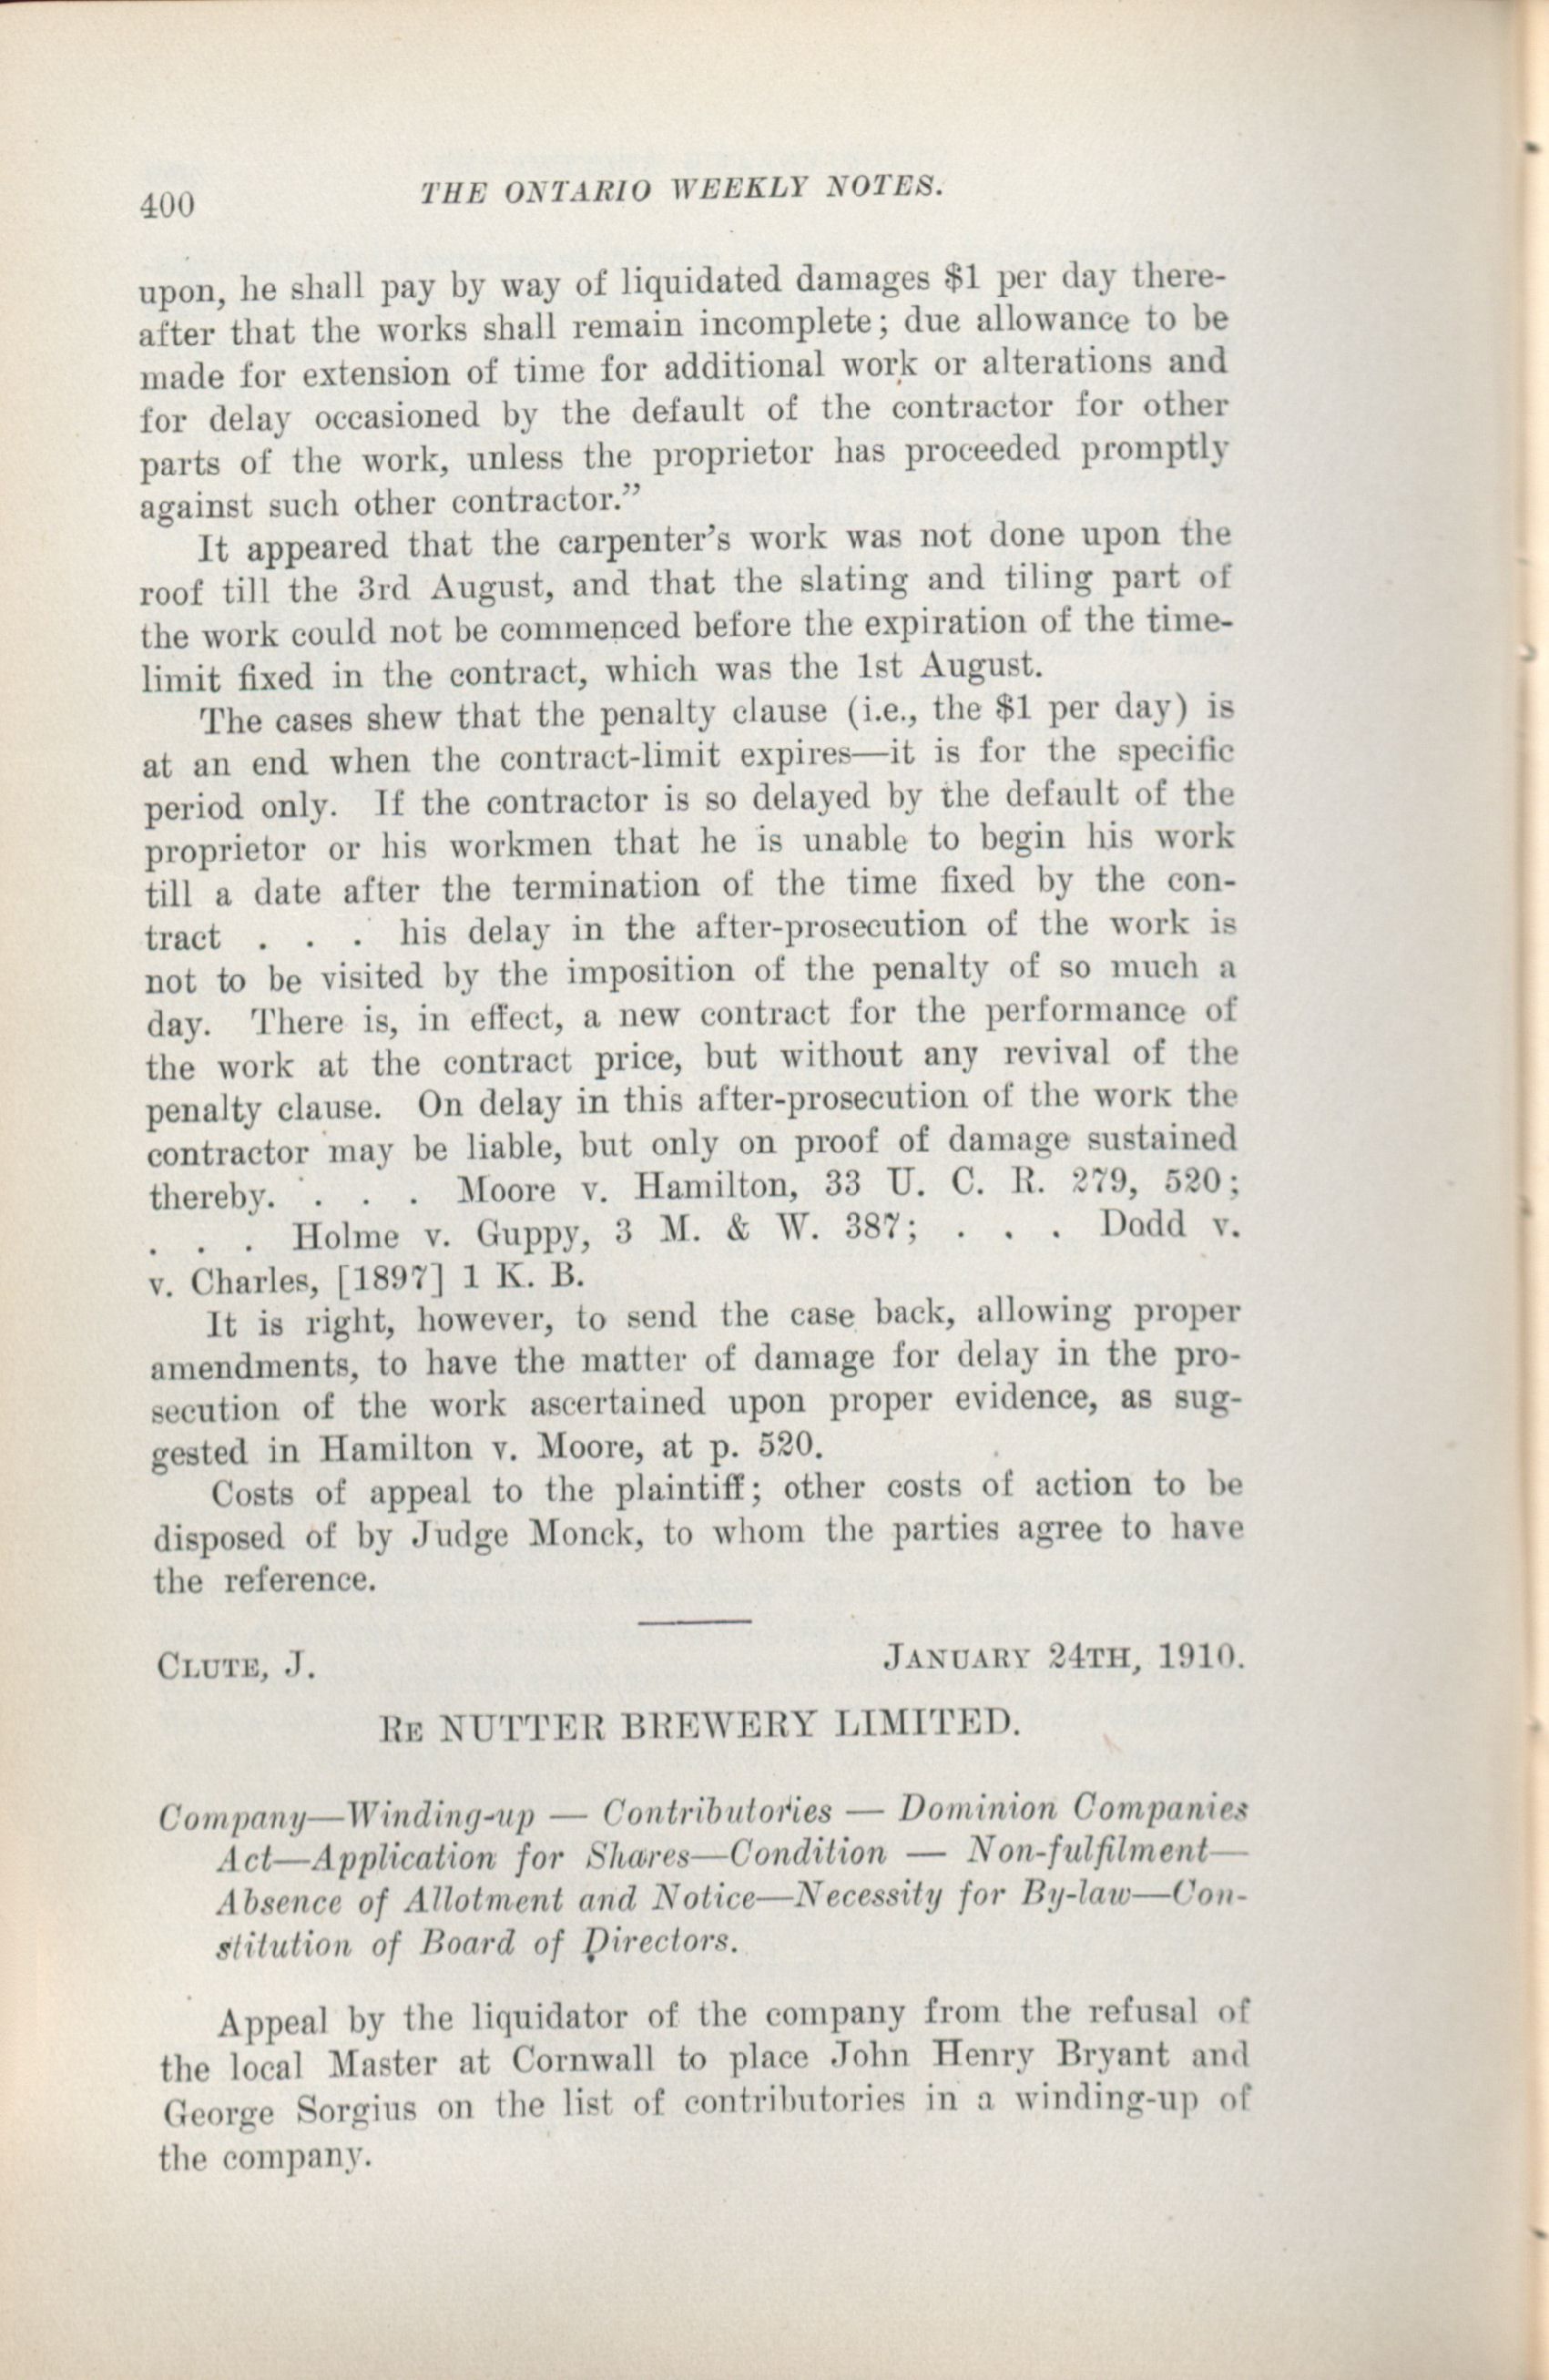 400
THE ONTARIO WEEKLY NOTES.
upon, he shall pay by way of liquidated damages $1 per day there-
after that the works shall remain incomplete; due allowance to be
made for extension of time for additional work or alterations and
for delay occasioned by the default of the contractor for other
parts of the work, unless the proprietor has proceeded promptly
against such other contractor.”
It appeared that the carpenter’s work was not done upon the
roof till the 3rd August, and that the slating and tiling part of
the work could not be commenced before the expiration of the time-
limit fixed in the contract, which was the 1st August.
The cases shew that the penalty clause (i.e., the $1 per day) is
at an end when the contract-limit expires—it is for the specific
period only. If the contractor is so delayed by the default of the
proprietor or his workmen that he is unable to begin his work
till a date after the termination of the time fixed by the con-
tract . . . his delay in the after-prosecution of the work is
not to be visited by the imposition of the penalty of so much a
day. There is, in effect, a new contract for the performance of
the work at the contract price, but without any revival of the
penalty clause. On delay in this after-prosecution of the work the
contractor may be liable, but only on proof of damage sustained
thereby. . . . Moore v. Hamilton, 33 U. C. R. 279, 520;
. . . Holme v. Guppy, 3 M. & W. 387; . . . Dodd v.
v. Charles, [1897] 1 K. B.
It is right, however, to send the case back, allowing proper
amendments, to have the matter of damage for delay in the pro-
secution of the work ascertained upon proper evidence, as sug-
gested in Hamilton v. Moore, at p. 520.
Costs of appeal to the plaintiff; other costs of action to be
disposed of by Judge Monck, to whom the parties agree to have
the reference.
CLUTE, J.
JANUARY 24TH, 1910.
RE NUTTER BREWERY LIMITED.
Company—Winding-up — Contributories — Dominion Companies
Act—Application for Shares—Condition — Non-fulfilment—
Absence of Allotment and Notice—Necessity for By-law—Con-
stitution of Board of Directors.
Appeal by the liquidator of the company from the refusal of
the local Master at Cornwall to place John Henry Bryant and
George Sorgius on the list of contributories in a winding-up of
the company.